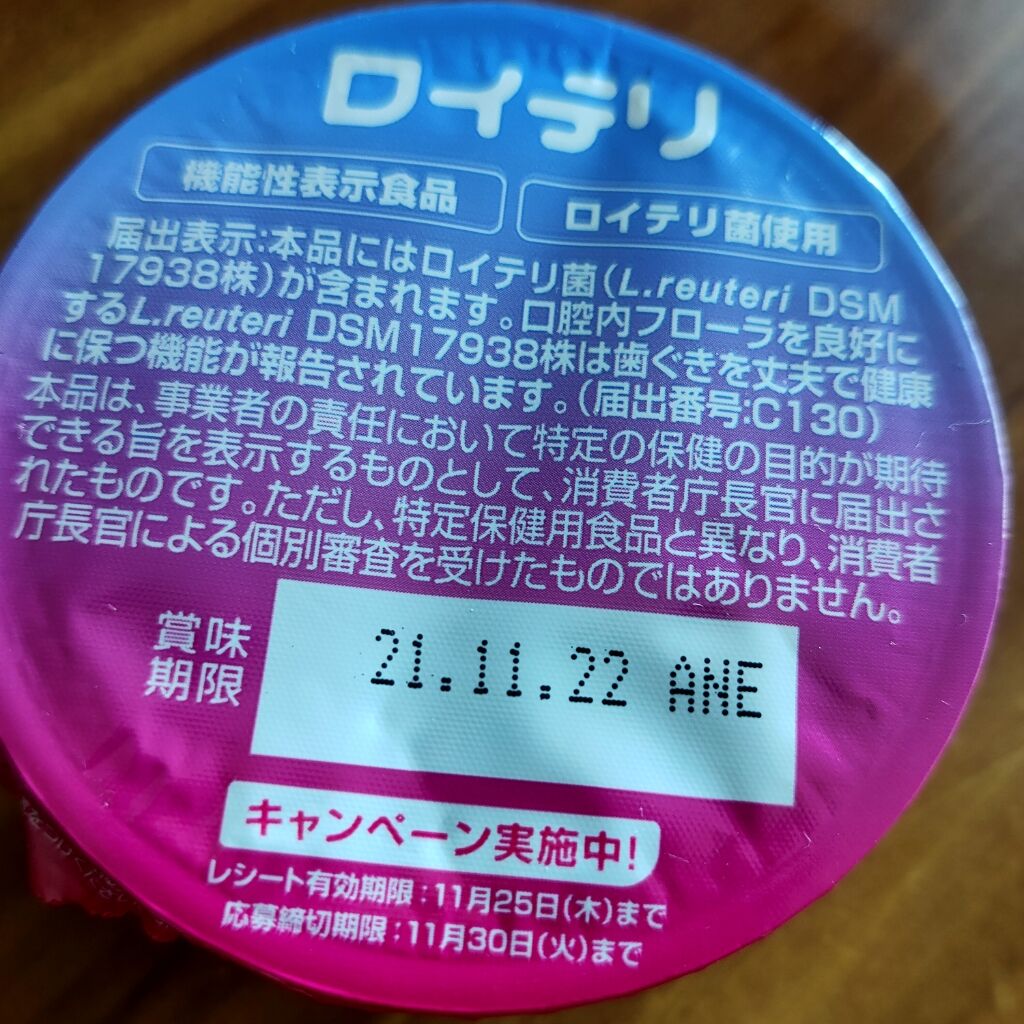 ロイテリ
機能性表示食品
ロイテリ菌使用
届出表示:本品にはロイテリ菌(L.reuteri DSM
17938株)が含まれます。口腔内フローラを良好に
するL.reuteri DSM17938株は歯ぐきを丈夫で健康
に保つ機能が報告されています。(届出番号:C130)
本品は、事業者の責任において特定の保健の目的が期待
できる旨を表示するものとして、消費者庁長官に届出さ
れたものです。ただし、特定保健用食品と異なり、消費者
庁長官による個別審査を受けたものではありません。
賞味
期限
21.11.22 ANE
キャンペーン実施中!
レシート有効期限:11月25日(木)まで
応募締切期限:11月30日(火)まで